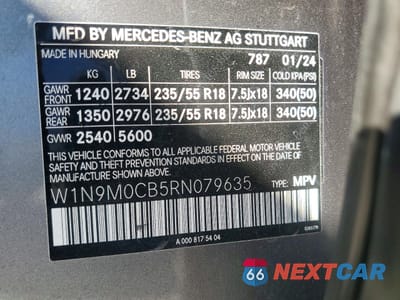 MFD BY MERCEDES-BENZ AG STUTTGART
MADE IN HUNGARY 787 01/24
KG LB TIRES RIM SIZE COLD KPA(PSI)
GAWR FRONT 1240 2734 235/55 R18 7.5Jx18 340(50)
GAWR REAR 1350 2976 235/55 R18 7.5Jx18 340(50)
GVW 2540 5600
THIS VEHICLE CONFORMS TO ALL APPLICABLE FEDERAL MOTOR VEHICLE
SAFETY, BUMPER, AND THEFT PREVENTION STANDARDS IN EFFECT ON THE DATE
OF MANUFACTURE SHOWN ABOVE.
W1N9M0CB5RN079635 TYPE: MPV
A 000 817 54 04
66 NEXTCAR